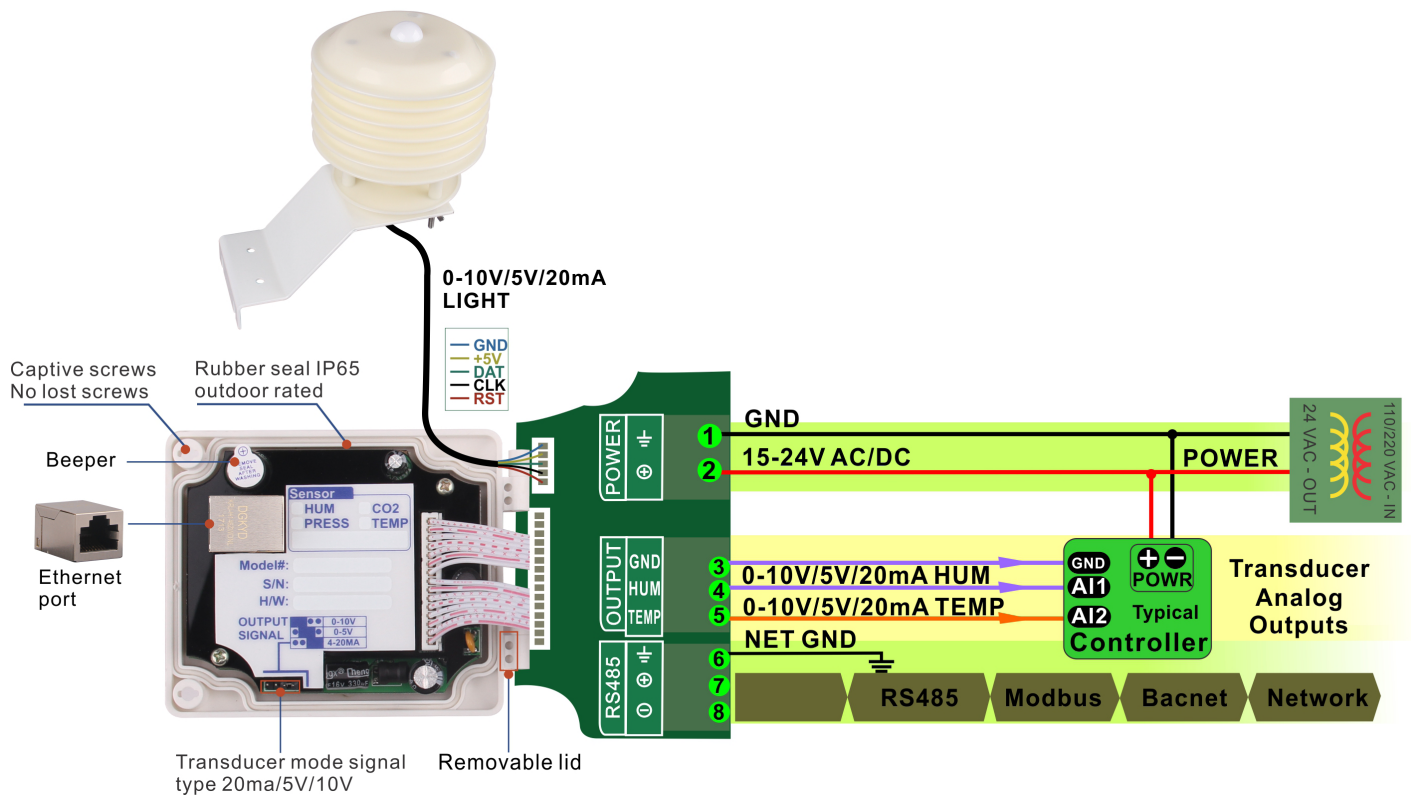 0-10V/5V/20mA
LIGHT
GND
+5V
DAT
CLK
RST
Captive screws
No lost screws
Rubber seal IP65
outdoor rated
Beeper
Ethernet
port
SEAL
AFTER
WASHING
DGKYD
Sensor
HUM CO2
PRESS TEMP
Model#:
S/N:
H/W:
OUTPUT
SIGNAL
0-10V
0-5V
4-20MA
Transducer mode signal
type 20ma/5V/10V
Removable lid
POWER
OUTPUT
GND
HUM
TEMP
RS485
1
2
3
4
5
6
7
8
GND
15-24V AC/DC
POWER
24 VAC - OUT
110/220 VAC - IN
0-10V/5V/20mA HUM
0-10V/5V/20mA TEMP
NET GND
GND
AI1
AI2
POWR
Typical
Controller
Transducer
Analog
Outputs
RS485
Modbus
Bacnet
Network